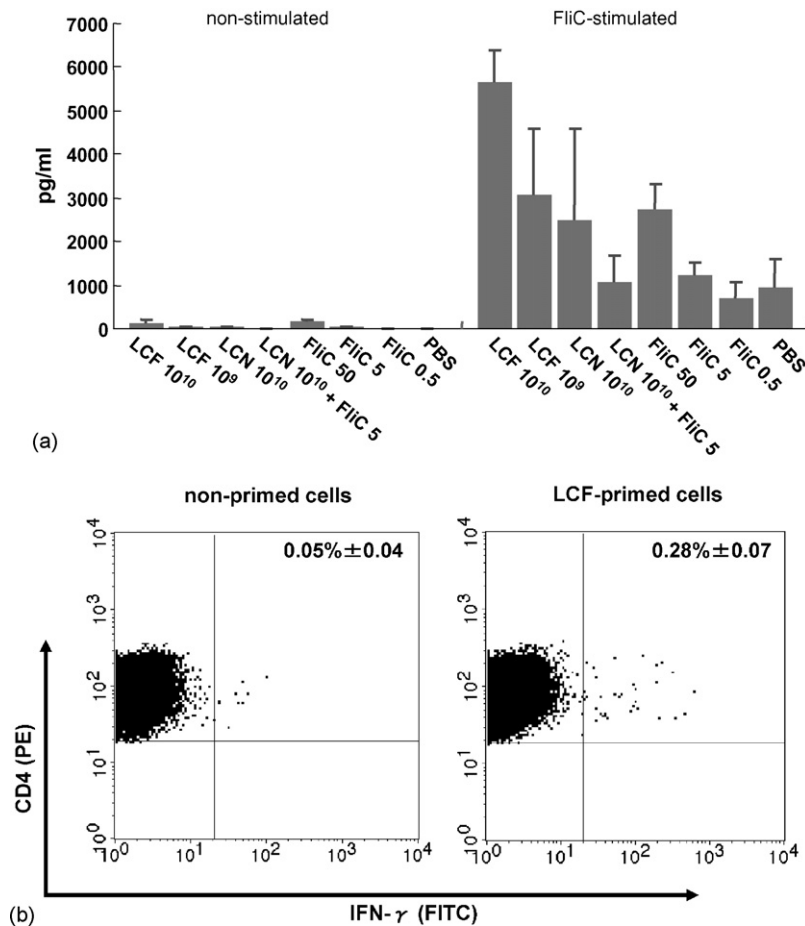 non-stimulated
FliC-stimulated
7000
6000
5000
4000
3000
2000
1000
0
pg/ml
LCF 10¹⁰
LCF 10⁹
LCN 10¹⁰
LCN 10¹⁰ + FliC 5
FliC 50
FliC 5
FliC 0.5
PBS
LCF 10¹⁰
LCF 10⁹
LCN 10¹⁰
LCN 10¹⁰ + FliC 5
FliC 50
FliC 5
FliC 0.5
PBS
(a)
non-primed cells
LCF-primed cells
0.05%±0.04
0.28%±0.07
10⁴
10³
10²
10¹
10⁰
10⁰ 10¹ 10² 10³ 10⁴
10⁴
10³
10²
10¹
10⁰
10⁰ 10¹ 10² 10³ 10⁴
CD4 (PE)
IFN-γ (FITC)
(b)